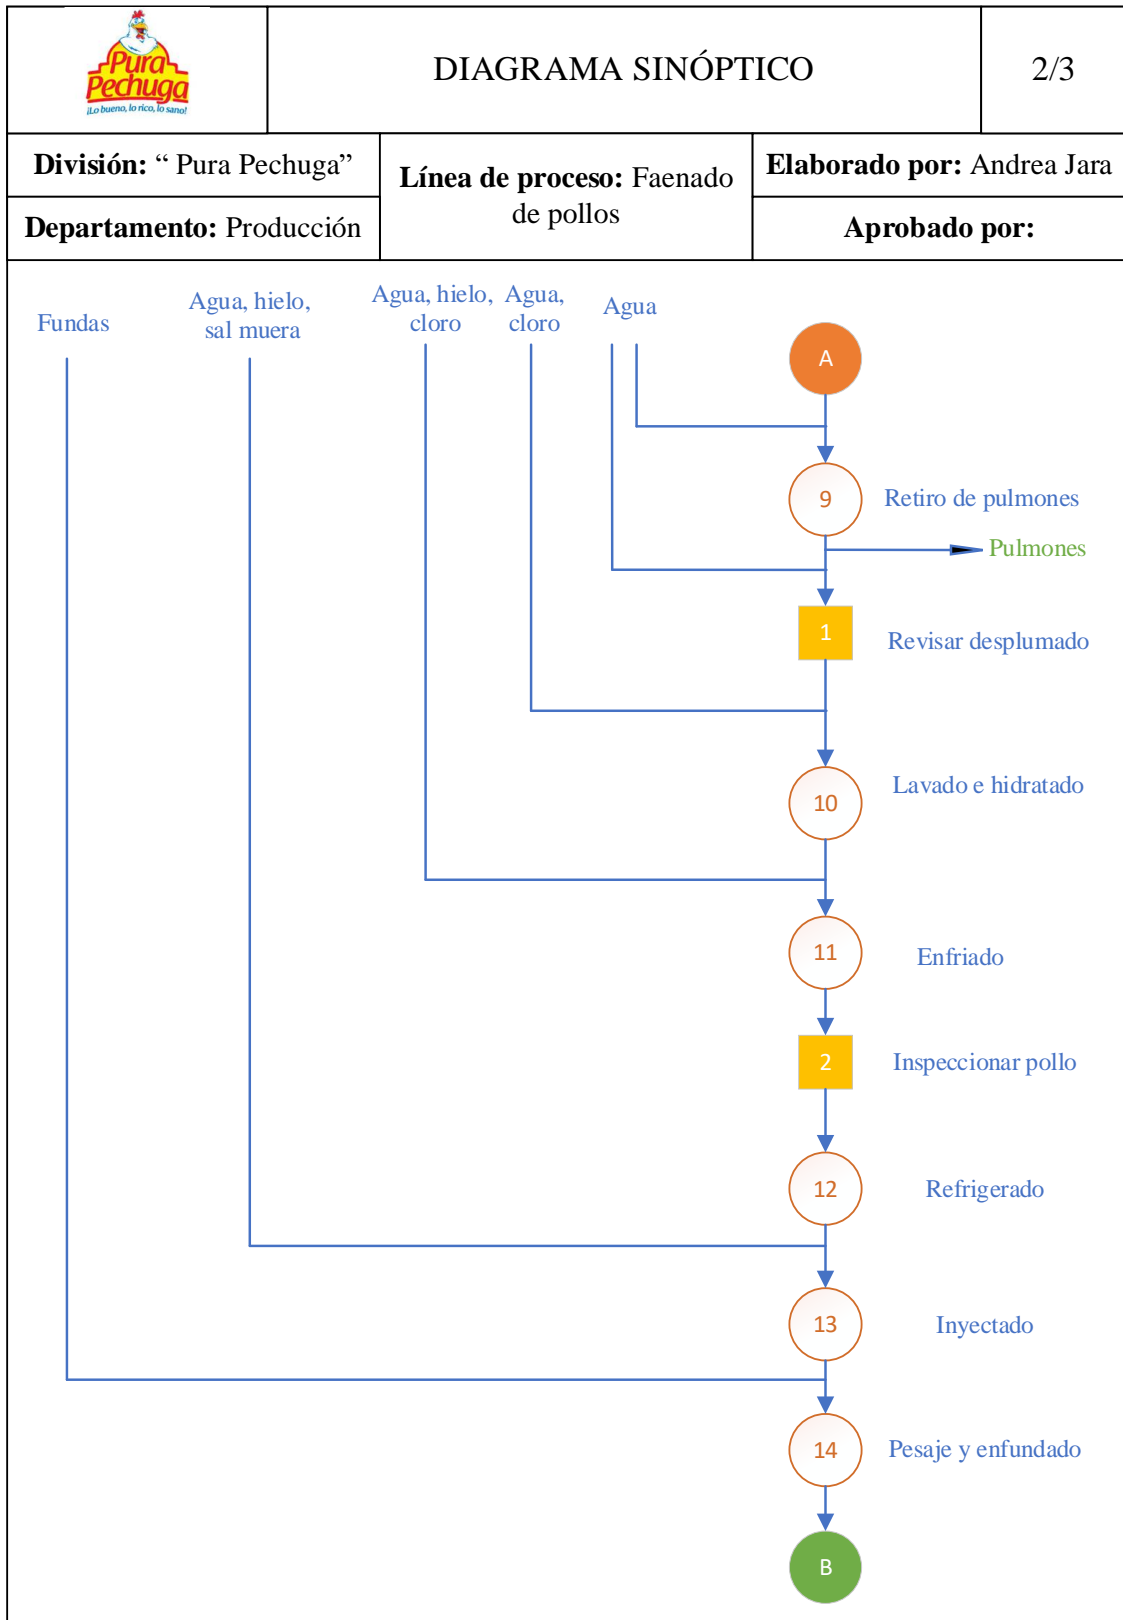 Pura
Pechuga
¡Lo bueno, lo rico, lo sano!
DIAGRAMA SINÓPTICO
2/3
División: “ Pura Pechuga”
Línea de proceso: Faenado
de pollos
Elaborado por: Andrea Jara
Departamento: Producción
Aprobado por:
Fundas
Agua, hielo,
sal muera
Agua, hielo,
cloro
Agua,
cloro
Agua
A
9
Retiro de pulmones
Pulmones
1
Revisar desplumado
10
Lavado e hidratado
11
Enfriado
2
Inspeccionar pollo
12
Refrigerado
13
Inyectado
14
Pesaje y enfundado
B